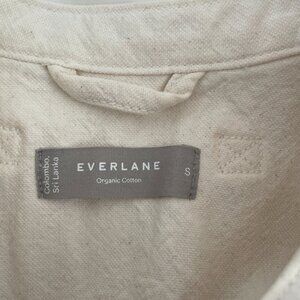 Colombo,
Sri Lanka
EVERLANE
Organic Cotton
S